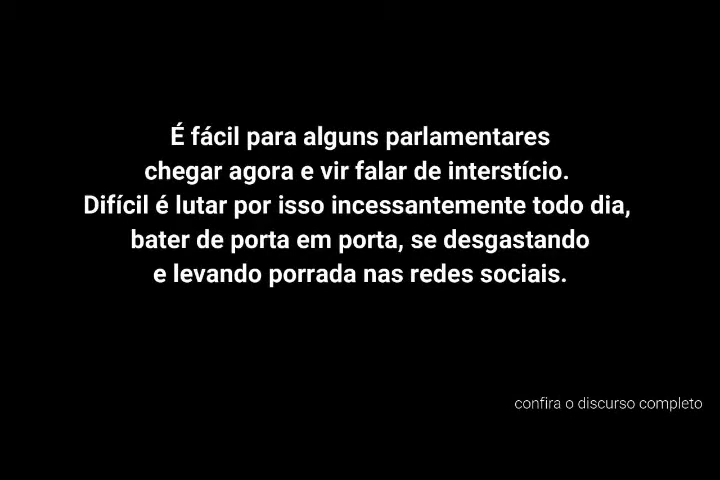 É fácil para alguns parlamentares
chegar agora e vir falar de interstício.
Difícil é lutar por isso incessantemente todo dia,
bater de porta em porta, se desgastando
e levando porrada nas redes sociais.
confira o discurso completo